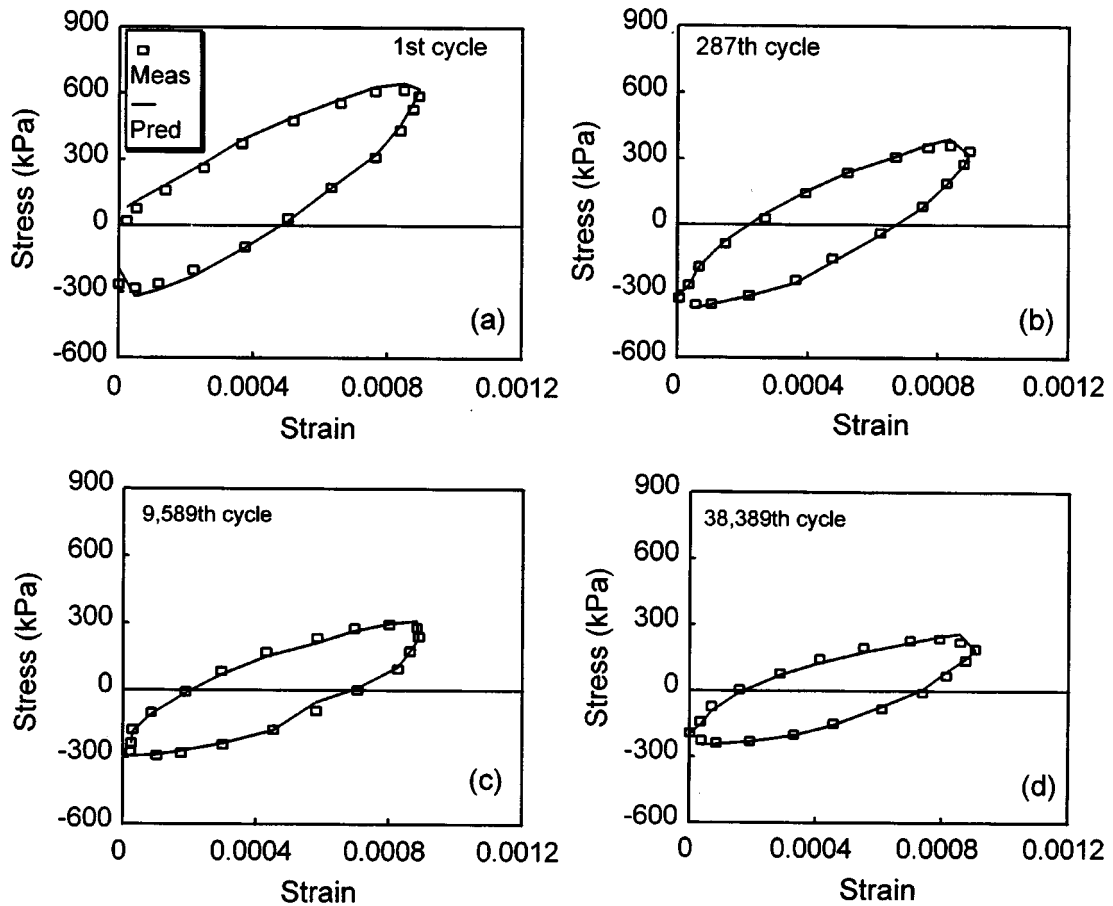 900
600
300
0
-300
-600
Stress (kPa)
Meas
Pred
1st cycle
(a)
0
0.0004
0.0008
0.0012
Strain
900
600
300
0
-300
-600
Stress (kPa)
287th cycle
(b)
0
0.0004
0.0008
0.0012
Strain
900
600
300
0
-300
-600
Stress (kPa)
9,589th cycle
(c)
0
0.0004
0.0008
0.0012
Strain
900
600
300
0
-300
-600
Stress (kPa)
38,389th cycle
(d)
0
0.0004
0.0008
0.0012
Strain